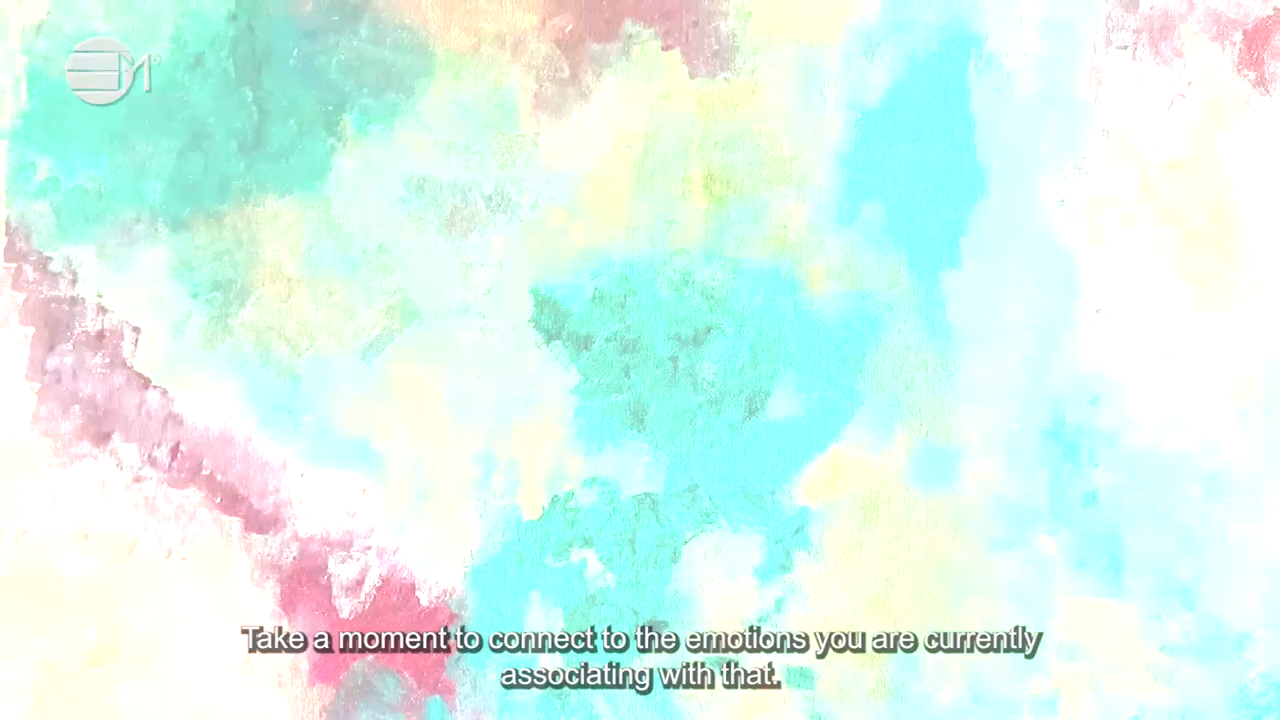 Take a moment to connect to the emotions you are currently
associating with that.